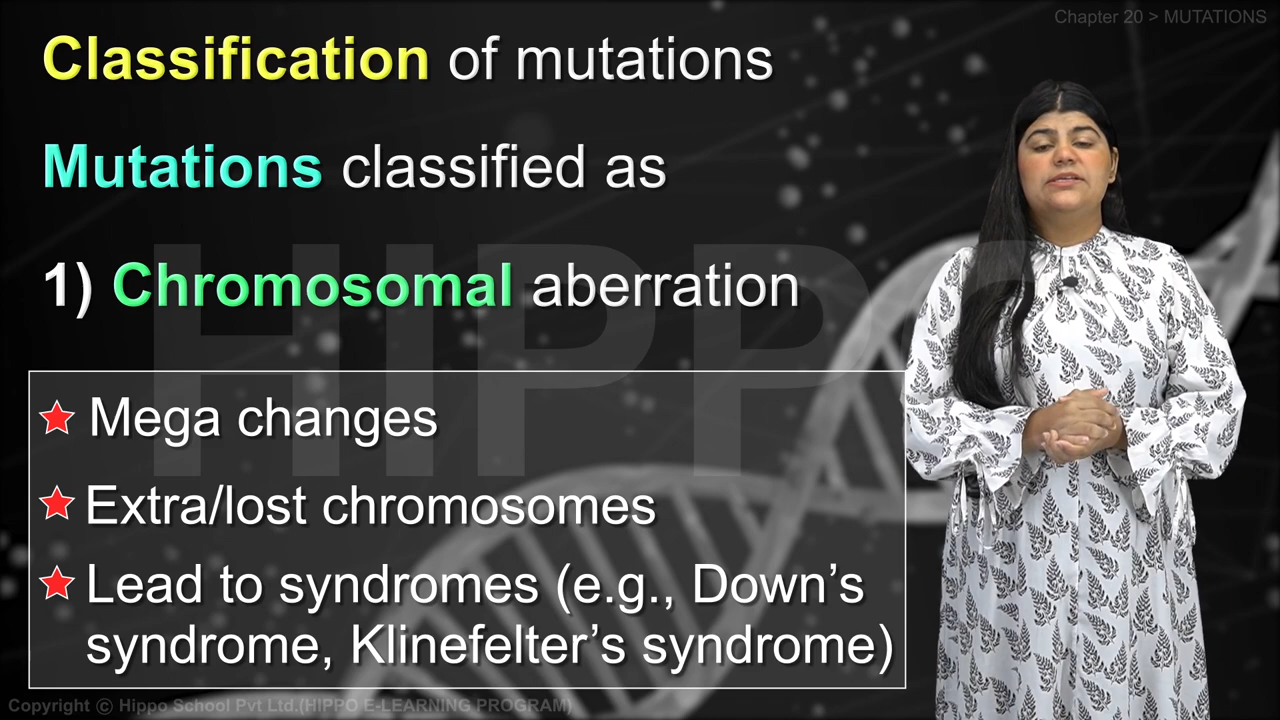 Chapter 20 > MUTATIONS
Classification of mutations
Mutations classified as
1) Chromosomal aberration
HIPPO
Mega changes
Extra/lost chromosomes
Lead to syndromes (e.g., Down’s
syndrome, Klinefelter’s syndrome)
Copyright © Hippo School Pvt Ltd.(HIPPO E-LEARNING PROGRAM)